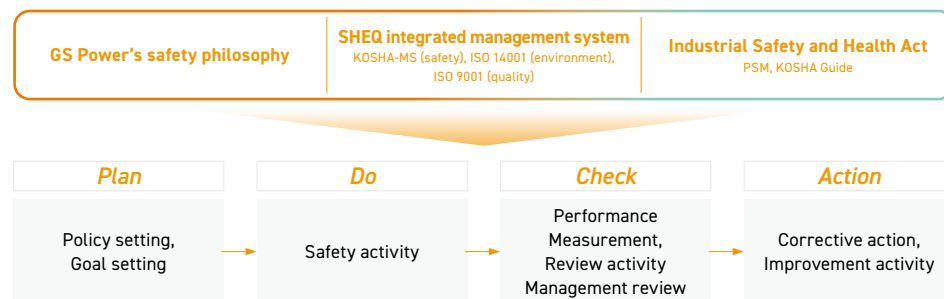 GS Power's safety philosophy
SHEQ integrated management system
KOSHA-MS (safety), ISO 14001 (environment),
ISO 9001 (quality)
Industrial Safety and Health Act
PSM, KOSHA Guide
Plan
Do
Check
Action
Policy setting,
Goal setting
Safety activity
Performance
Measurement,
Review activity
Management review
Corrective action,
Improvement activity